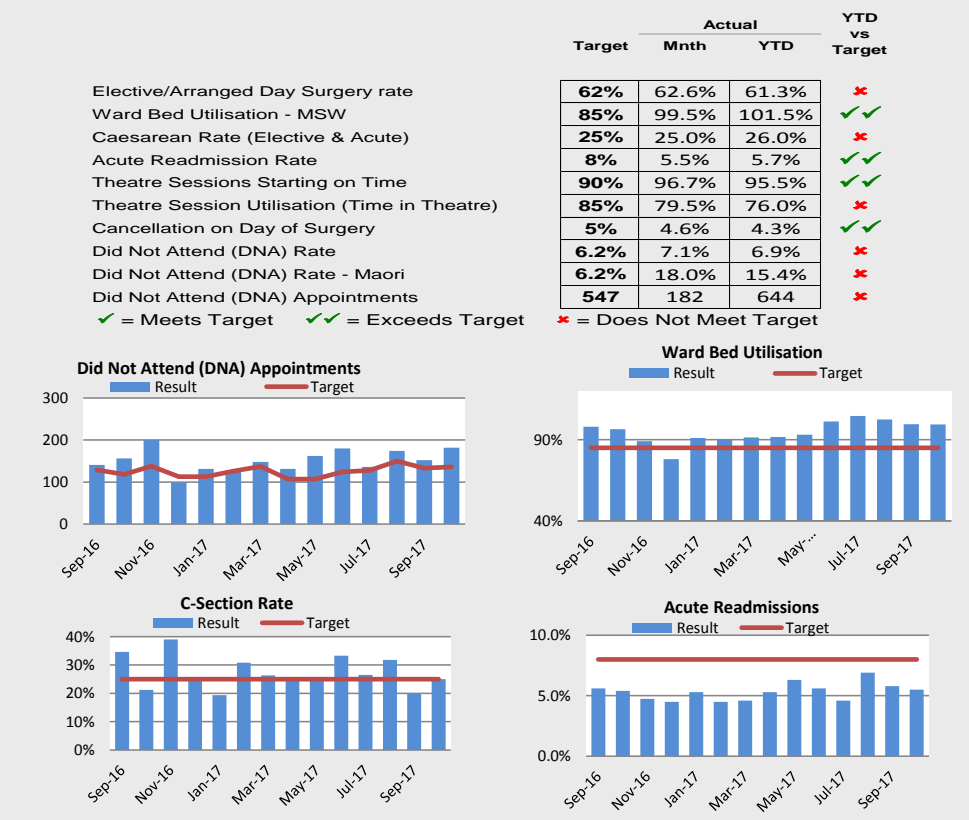 Actual
YTD
vs
Target
Target Mnth YTD
Elective/Arranged Day Surgery rate 62% 62.6% 61.3% ✖
Ward Bed Utilisation - MSW 85% 99.5% 101.5% ✓✓
Caesarean Rate (Elective & Acute) 25% 25.0% 26.0% ✖
Acute Readmission Rate 8% 5.5% 5.7% ✓✓
Theatre Sessions Starting on Time 90% 96.7% 95.5% ✓✓
Theatre Session Utilisation (Time in Theatre) 85% 79.5% 76.0% ✖
Cancellation on Day of Surgery 5% 4.6% 4.3% ✓✓
Did Not Attend (DNA) Rate 6.2% 7.1% 6.9% ✖
Did Not Attend (DNA) Rate - Maori 6.2% 18.0% 15.4% ✖
Did Not Attend (DNA) Appointments 547 182 644 ✖
✓ = Meets Target ✓✓ = Exceeds Target ✖ = Does Not Meet Target
Did Not Attend (DNA) Appointments
Result Target
300
200
100
0
Sep-16 Nov-16 Jan-17 Mar-17 May-17 Jul-17 Sep-17
Ward Bed Utilisation
Result Target
90%
40%
Sep-16 Nov-16 Jan-17 Mar-17 May-... Jul-17 Sep-17
C-Section Rate
Result Target
40%
30%
20%
10%
0%
Sep-16 Nov-16 Jan-17 Mar-17 May-17 Jul-17 Sep-17
Acute Readmissions
Result Target
10.0%
5.0%
0.0%
Sep-16 Nov-16 Jan-17 Mar-17 May-17 Jul-17 Sep-17